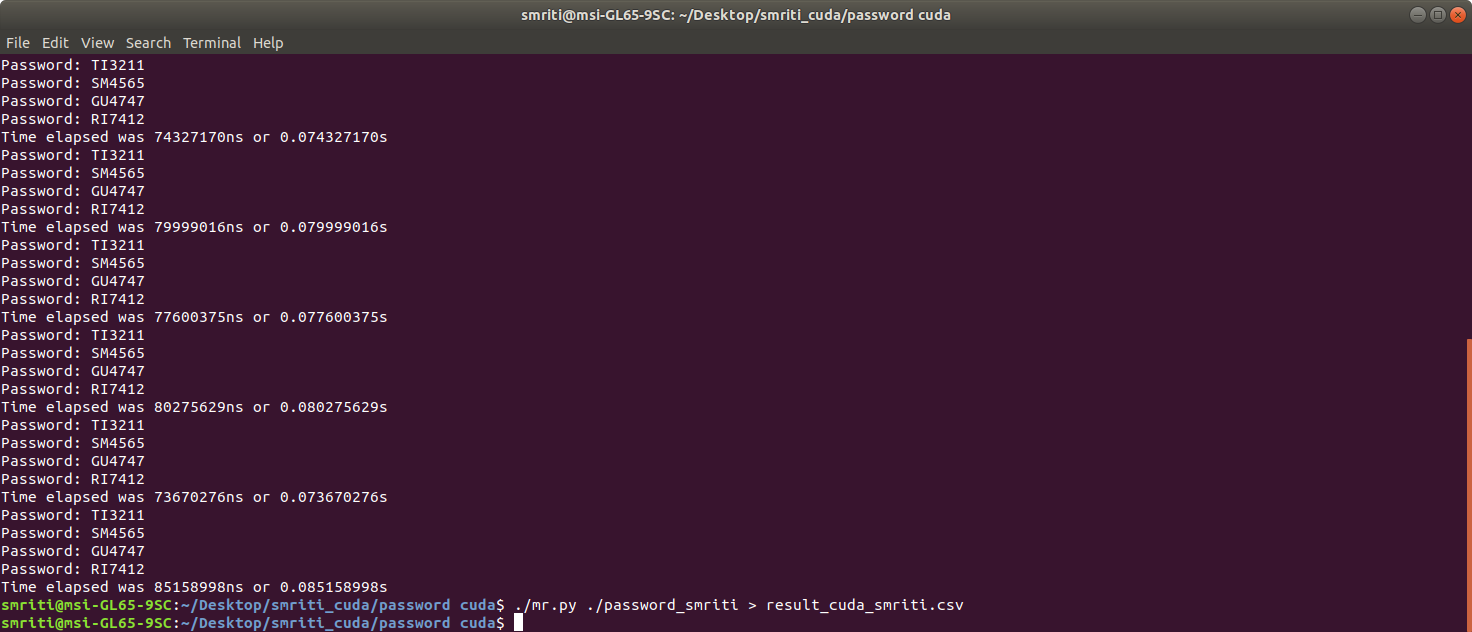 smriti@msi-GL65-9SC: ~/Desktop/smriti_cuda/password cuda
File Edit View Search Terminal Help
Password: TI3211
Password: SM4565
Password: GU4747
Password: RI7412
Time elapsed was 74327170ns or 0.074327170s
Password: TI3211
Password: SM4565
Password: GU4747
Password: RI7412
Time elapsed was 79999016ns or 0.079999016s
Password: TI3211
Password: SM4565
Password: GU4747
Password: RI7412
Time elapsed was 77600375ns or 0.077600375s
Password: TI3211
Password: SM4565
Password: GU4747
Password: RI7412
Time elapsed was 80275629ns or 0.080275629s
Password: TI3211
Password: SM4565
Password: GU4747
Password: RI7412
Time elapsed was 73670276ns or 0.073670276s
Password: TI3211
Password: SM4565
Password: GU4747
Password: RI7412
Time elapsed was 85158998ns or 0.085158998s
smriti@msi-GL65-9SC:~/Desktop/smriti_cuda/password cuda$ ./mr.py ./password_smriti > result_cuda_smriti.csv
smriti@msi-GL65-9SC:~/Desktop/smriti_cuda/password cuda$